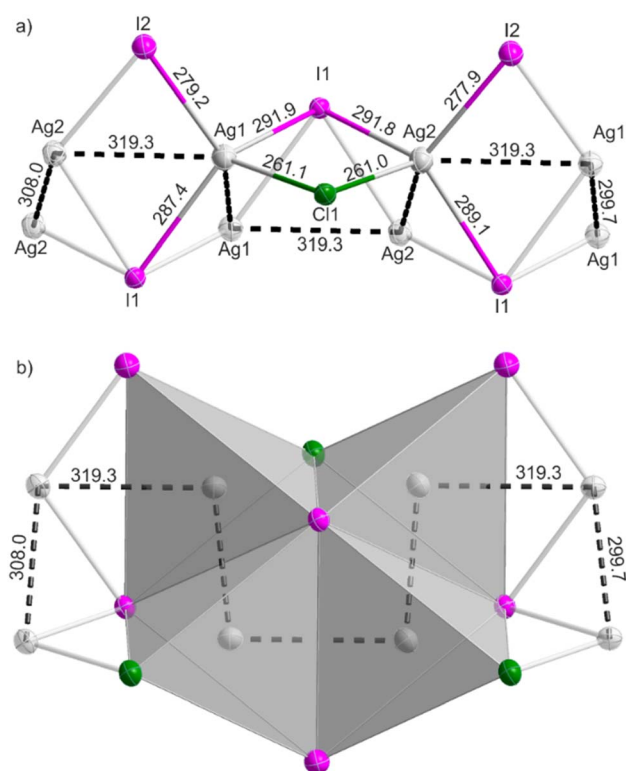 a)
I2
I2
279.2
I1
277.9
Ag2
Ag1
291.9
291.8
Ag2
Ag1
319.3
319.3
308.0
261.1
261.0
299.7
287.4
Cl1
289.1
Ag2
Ag1
319.3
Ag2
Ag1
I1
I1
b)
319.3
319.3
308.0
299.7